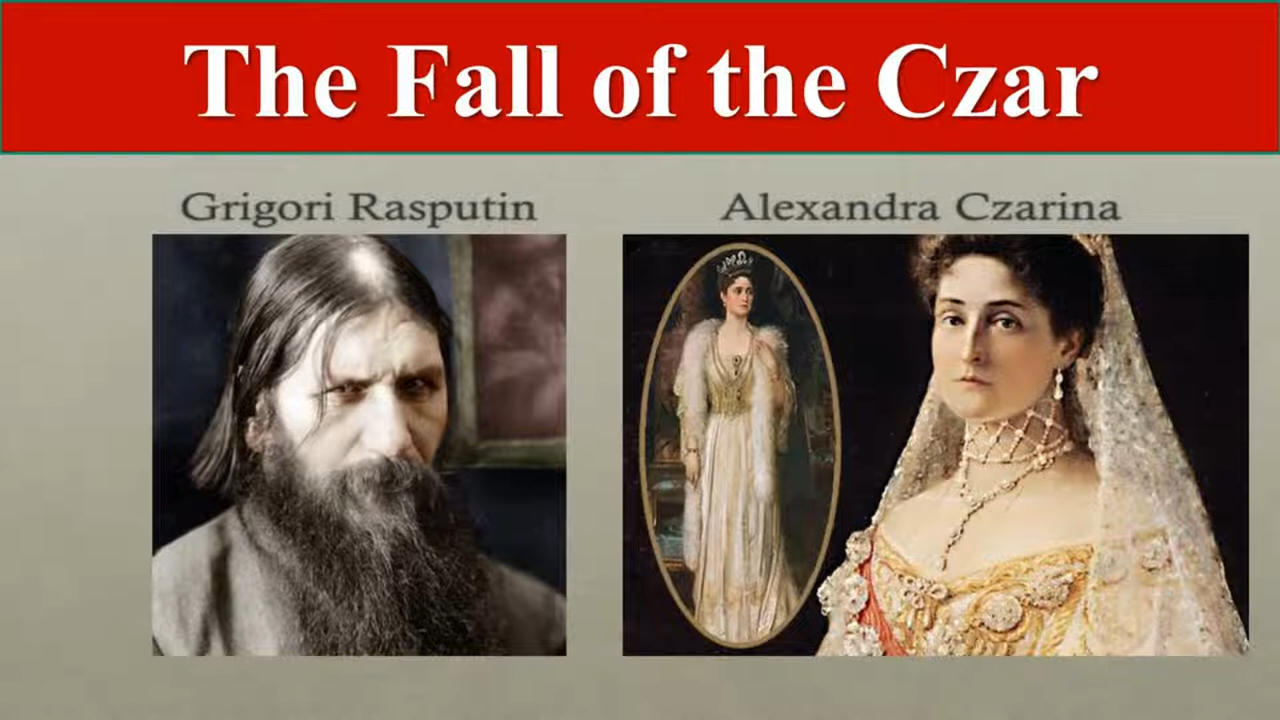 The Fall of the Czar
Grigori Rasputin
Alexandra Czarina